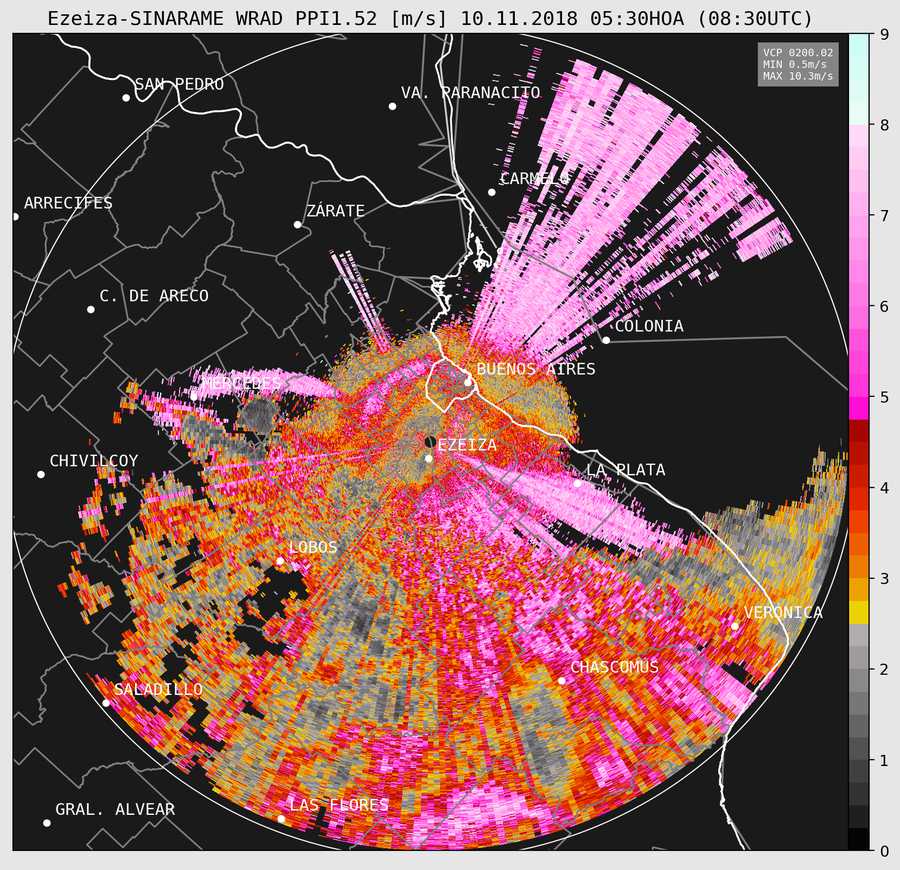 Ezeiza-SINARAME WRAD PPI1.52 [m/s] 10.11.2018 05:30HOA (08:30UTC)
VCP 0200.02
MIN 0.5m/s
MAX 10.3m/s
SAN PEDRO
VA. PARANACITO
CARMELO
ARRECIFES
ZÁRATE
C. DE ARECO
COLONIA
BUENOS AIRES
MERCEDES
EZEIZA
CHIVILCOY
LA PLATA
LOBOS
VERÓNICA
CHASCOMÚS
SALADILLO
LAS FLORES
GRAL. ALVEAR
9
8
7
6
5
4
3
2
1
0